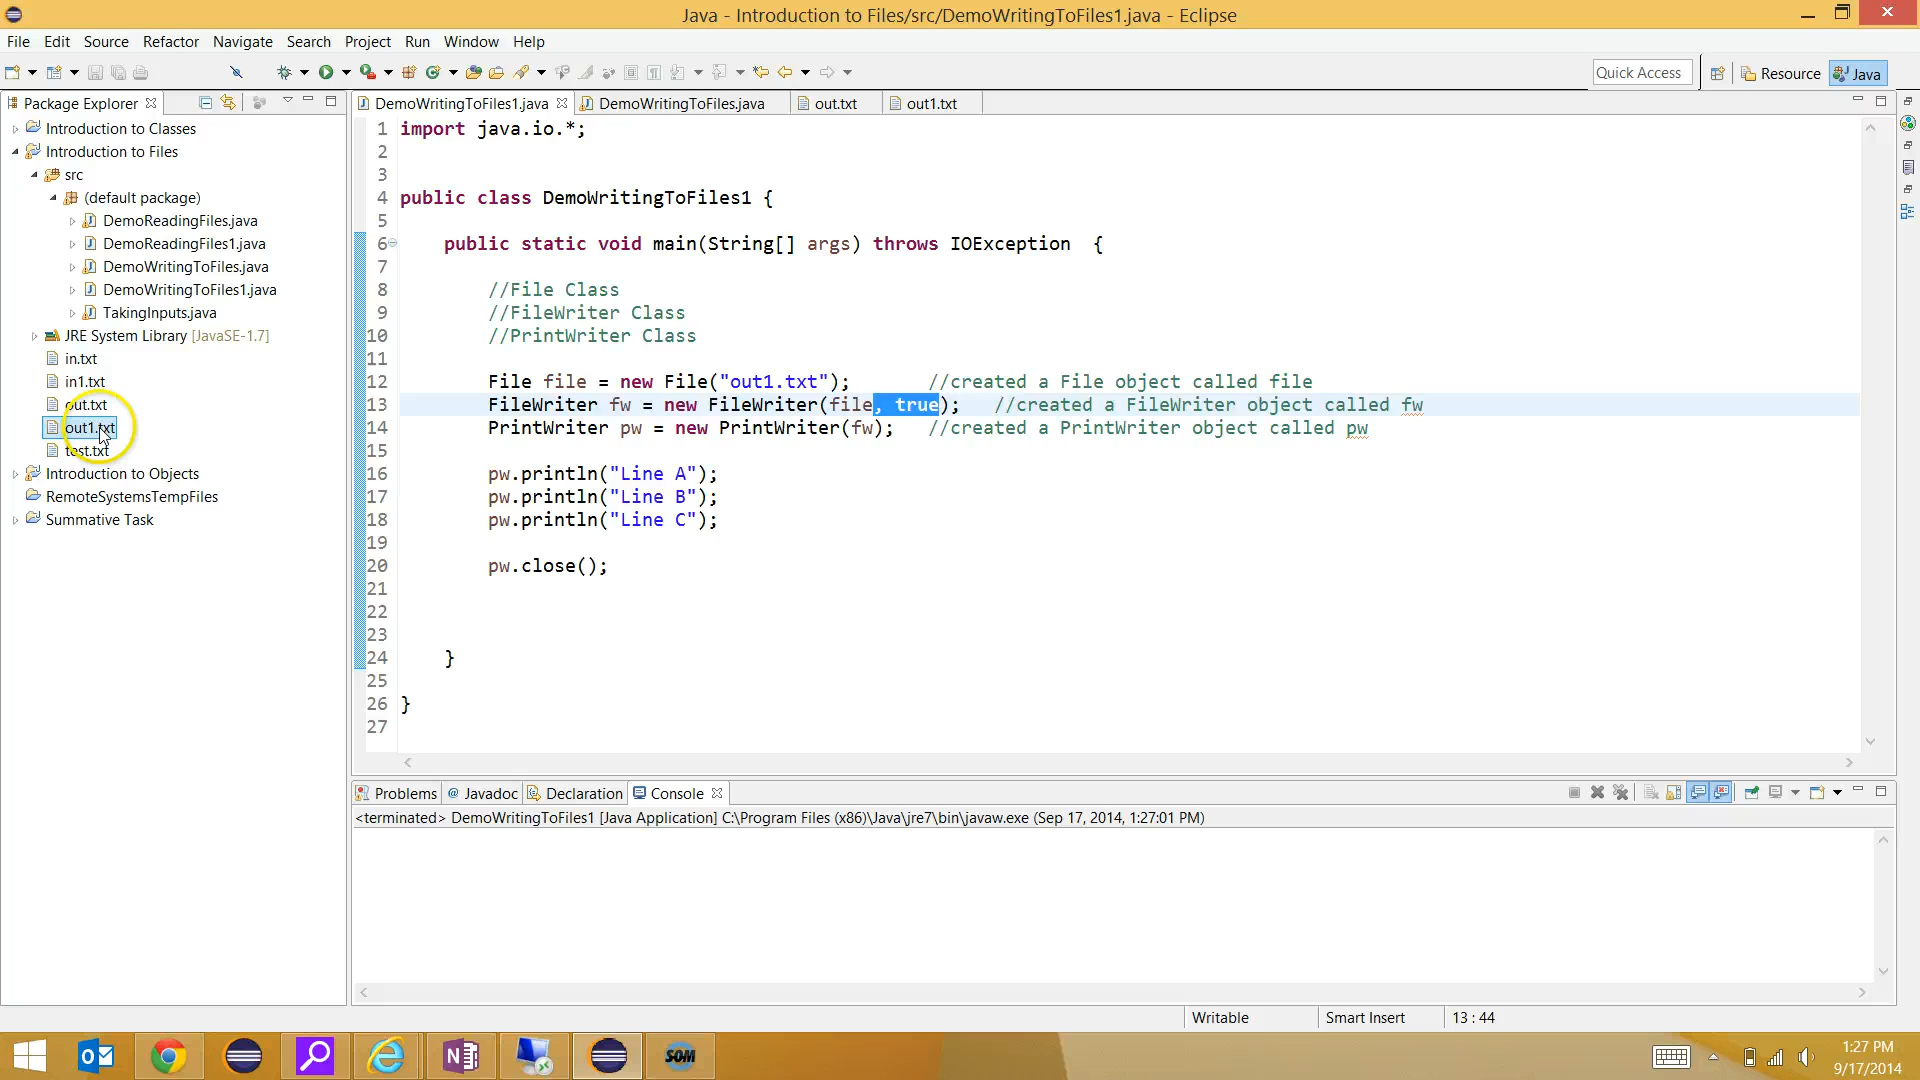 Java - Introduction to Files/src/DemoWritingToFiles1.java - Eclipse
File Edit Source Refactor Navigate Search Project Run Window Help
Quick Access
Resource
Java
Package Explorer
Introduction to Classes
Introduction to Files
src
(default package)
DemoReadingFiles.java
DemoReadingFiles1.java
DemoWritingToFiles.java
DemoWritingToFiles1.java
TakingInputs.java
JRE System Library [JavaSE-1.7]
in.txt
in1.txt
out.txt
out1.txt
test.txt
Introduction to Objects
RemoteSystemsTempFiles
Summative Task
DemoWritingToFiles1.java DemoWritingToFiles.java out.txt out1.txt
1 import java.io.*;
2
3
4 public class DemoWritingToFiles1 {
5
6 public static void main(String[] args) throws IOException {
7
8 //File Class
9 //FileWriter Class
10 //PrintWriter Class
11
12 File file = new File("out1.txt"); //created a File object called file
13 FileWriter fw = new FileWriter(file, true); //created a FileWriter object called fw
14 PrintWriter pw = new PrintWriter(fw); //created a PrintWriter object called pw
15
16 pw.println("Line A");
17 pw.println("Line B");
18 pw.println("Line C");
19
20 pw.close();
21
22
23
24 }
25
26 }
27
Problems @ Javadoc Declaration Console
<terminated> DemoWritingToFiles1 [Java Application] C:\Program Files (x86)\Java\jre7\bin\javaw.exe (Sep 17, 2014, 1:27:01 PM)
Writable
Smart Insert
13 : 44
SOM
1:27 PM
9/17/2014